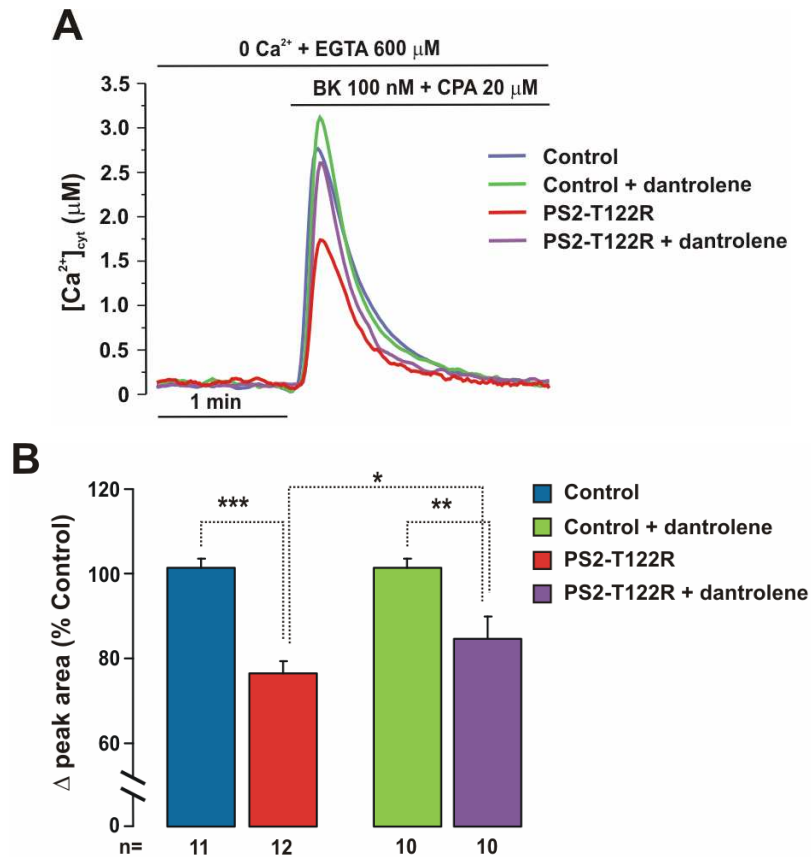 A
0 Ca²⁺ + EGTA 600 µM
BK 100 nM + CPA 20 µM
3.5
3.0
2.5
2.0
1.5
1.0
0.5
0
[Ca²⁺]cyt (µM)
1 min
Control
Control + dantrolene
PS2-T122R
PS2-T122R + dantrolene
B
120
100
80
60
0
Δ peak area (% Control)
***
*
**
Control
Control + dantrolene
PS2-T122R
PS2-T122R + dantrolene
n= 11 12 10 10